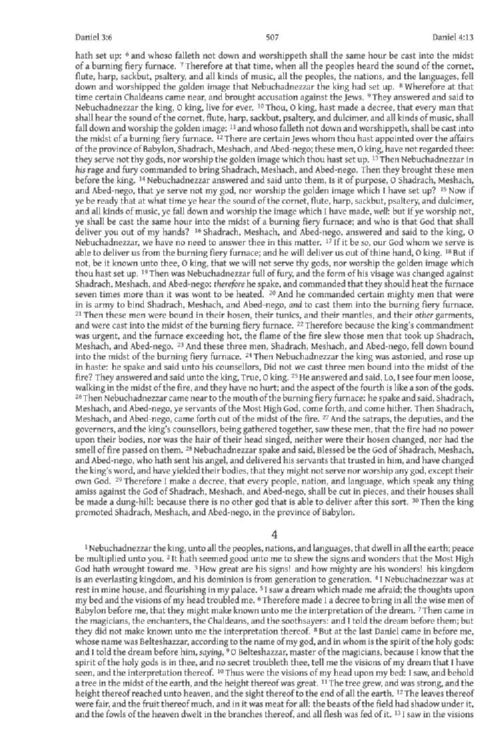 Daniel 3:6
507
Daniel 4:13
hath set up: 6 and whoso falleth not down and worshippeth shall the same hour be cast into the midst
of a burning fiery furnace. 7 Therefore at that time, when all the peoples heard the sound of the cornet,
flute, harp, sackbut, psaltery, and all kinds of music, all the peoples, the nations, and the languages, fell
down and worshipped the golden image that Nebuchadnezzar the king had set up. 8 Wherefore at that
time certain Chaldeans came near, and brought accusation against the Jews. 9 They answered and said to
Nebuchadnezzar the king, O king, live for ever. 10 Thou, O king, hast made a decree, that every man that
shall hear the sound of the cornet, flute, harp, sackbut, psaltery, and dulcimer, and all kinds of music, shall
fall down and worship the golden image: 11 and whoso falleth not down and worshippeth, shall be cast into
the midst of a burning fiery furnace. 12 There are certain Jews whom thou hast appointed over the affairs
of the province of Babylon, Shadrach, Meshach, and Abed-nego; these men, O king, have not regarded thee:
they serve not thy gods, nor worship the golden image which thou hast set up. 13 Then Nebuchadnezzar in
his rage and fury commanded to bring Shadrach, Meshach, and Abed-nego. Then they brought these men
before the king. 14 Nebuchadnezzar answered and said unto them, Is it of purpose, O Shadrach, Meshach,
and Abed-nego, that ye serve not my god, nor worship the golden image which I have set up? 15 Now if
ye be ready that at what time ye hear the sound of the cornet, flute, harp, sackbut, psaltery, and dulcimer,
and all kinds of music, ye fall down and worship the image which I have made, well: but if ye worship not,
ye shall be cast the same hour into the midst of a burning fiery furnace; and who is that God that shall
deliver you out of my hands? 16 Shadrach, Meshach, and Abed-nego, answered and said to the king, O
Nebuchadnezzar, we have no need to answer thee in this matter. 17 If it be so, our God whom we serve is
able to deliver us from the burning fiery furnace; and he will deliver us out of thine hand, O king. 18 But if
not, be it known unto thee, O king, that we will not serve thy gods, nor worship the golden image which
thou hast set up. 19 Then was Nebuchadnezzar full of fury, and the form of his visage was changed against
Shadrach, Meshach, and Abed-nego: therefore he spake, and commanded that they should heat the furnace
seven times more than it was wont to be heated. 20 And he commanded certain mighty men that were
in is army to bind Shadrach, Meshach, and Abed-nego, and to cast them into the burning fiery furnace.
21 Then these men were bound in their hosen, their tunics, and their mantles, and their other garments,
and were cast into the midst of the burning fiery furnace. 22 Therefore because the king's commandment
was urgent, and the furnace exceeding hot, the flame of the fire slew those men that took up Shadrach,
Meshach, and Abed-nego. 23 And these three men, Shadrach, Meshach, and Abed-nego, fell down bound
into the midst of the burning fiery furnace. 24 Then Nebuchadnezzar the king was astonied, and rose up
in haste: he spake and said unto his counsellors, Did not we cast three men bound into the midst of the
fire? They answered and said unto the king, True, O king. 25 He answered and said, Lo, I see four men loose,
walking in the midst of the fire, and they have no hurt; and the aspect of the fourth is like a son of the gods.
26 Then Nebuchadnezzar came near to the mouth of the burning fiery furnace: he spake and said, Shadrach,
Meshach, and Abed-nego, ye servants of the Most High God, come forth, and come hither. Then Shadrach,
Meshach, and Abed-nego, came forth out of the midst of the fire. 27 And the satraps, the deputies, and the
governors, and the king's counsellors, being gathered together, saw these men, that the fire had no power
upon their bodies, nor was the hair of their head singed, neither were their hosen changed, nor had the
smell of fire passed on them. 28 Nebuchadnezzar spake and said, Blessed be the God of Shadrach, Meshach,
and Abed-nego, who hath sent his angel, and delivered his servants that trusted in him, and have changed
the king's word, and have yielded their bodies, that they might not serve nor worship any god, except their
own God. 29 Therefore I make a decree, that every people, nation, and language, which speak any thing
amiss against the God of Shadrach, Meshach, and Abed-nego, shall be cut in pieces, and their houses shall
be made a dung-hill: because there is no other god that is able to deliver after this sort. 30 Then the king
promoted Shadrach, Meshach, and Abed-nego, in the province of Babylon.
4
1 Nebuchadnezzar the king, unto all the peoples, nations, and languages, that dwell in all the earth; peace
be multiplied unto you. 2 It hath seemed good unto me to shew the signs and wonders that the Most High
God hath wrought toward me. 3 How great are his signs! and how mighty are his wonders! his kingdom
is an everlasting kingdom, and his dominion is from generation to generation. 4 I Nebuchadnezzar was at
rest in mine house, and flourishing in my palace. 5 I saw a dream which made me afraid; the thoughts upon
my bed and the visions of my head troubled me. 6 Therefore made I a decree to bring in all the wise men of
Babylon before me, that they might make known unto me the interpretation of the dream. 7 Then came in
the magicians, the enchanters, the Chaldeans, and the soothsayers: and I told the dream before them; but
they did not make known unto me the interpretation thereof. 8 But at the last Daniel came in before me,
whose name was Belteshazzar, according to the name of my god, and in whom is the spirit of the holy gods:
and I told the dream before him, saying, 9 O Belteshazzar, master of the magicians, because I know that the
spirit of the holy gods is in thee, and no secret troubleth thee, tell me the visions of my dream that I have
seen, and the interpretation thereof. 10 Thus were the visions of my head upon my bed: I saw, and behold
a tree in the midst of the earth, and the height thereof was great. 11 The tree grew, and was strong, and the
height thereof reached unto heaven, and the sight thereof to the end of all the earth. 12 The leaves thereof
were fair, and the fruit thereof much, and in it was meat for all: the beasts of the field had shadow under it,
and the fowls of the heaven dwelt in the branches thereof, and all flesh was fed of it. 13 I saw in the visions